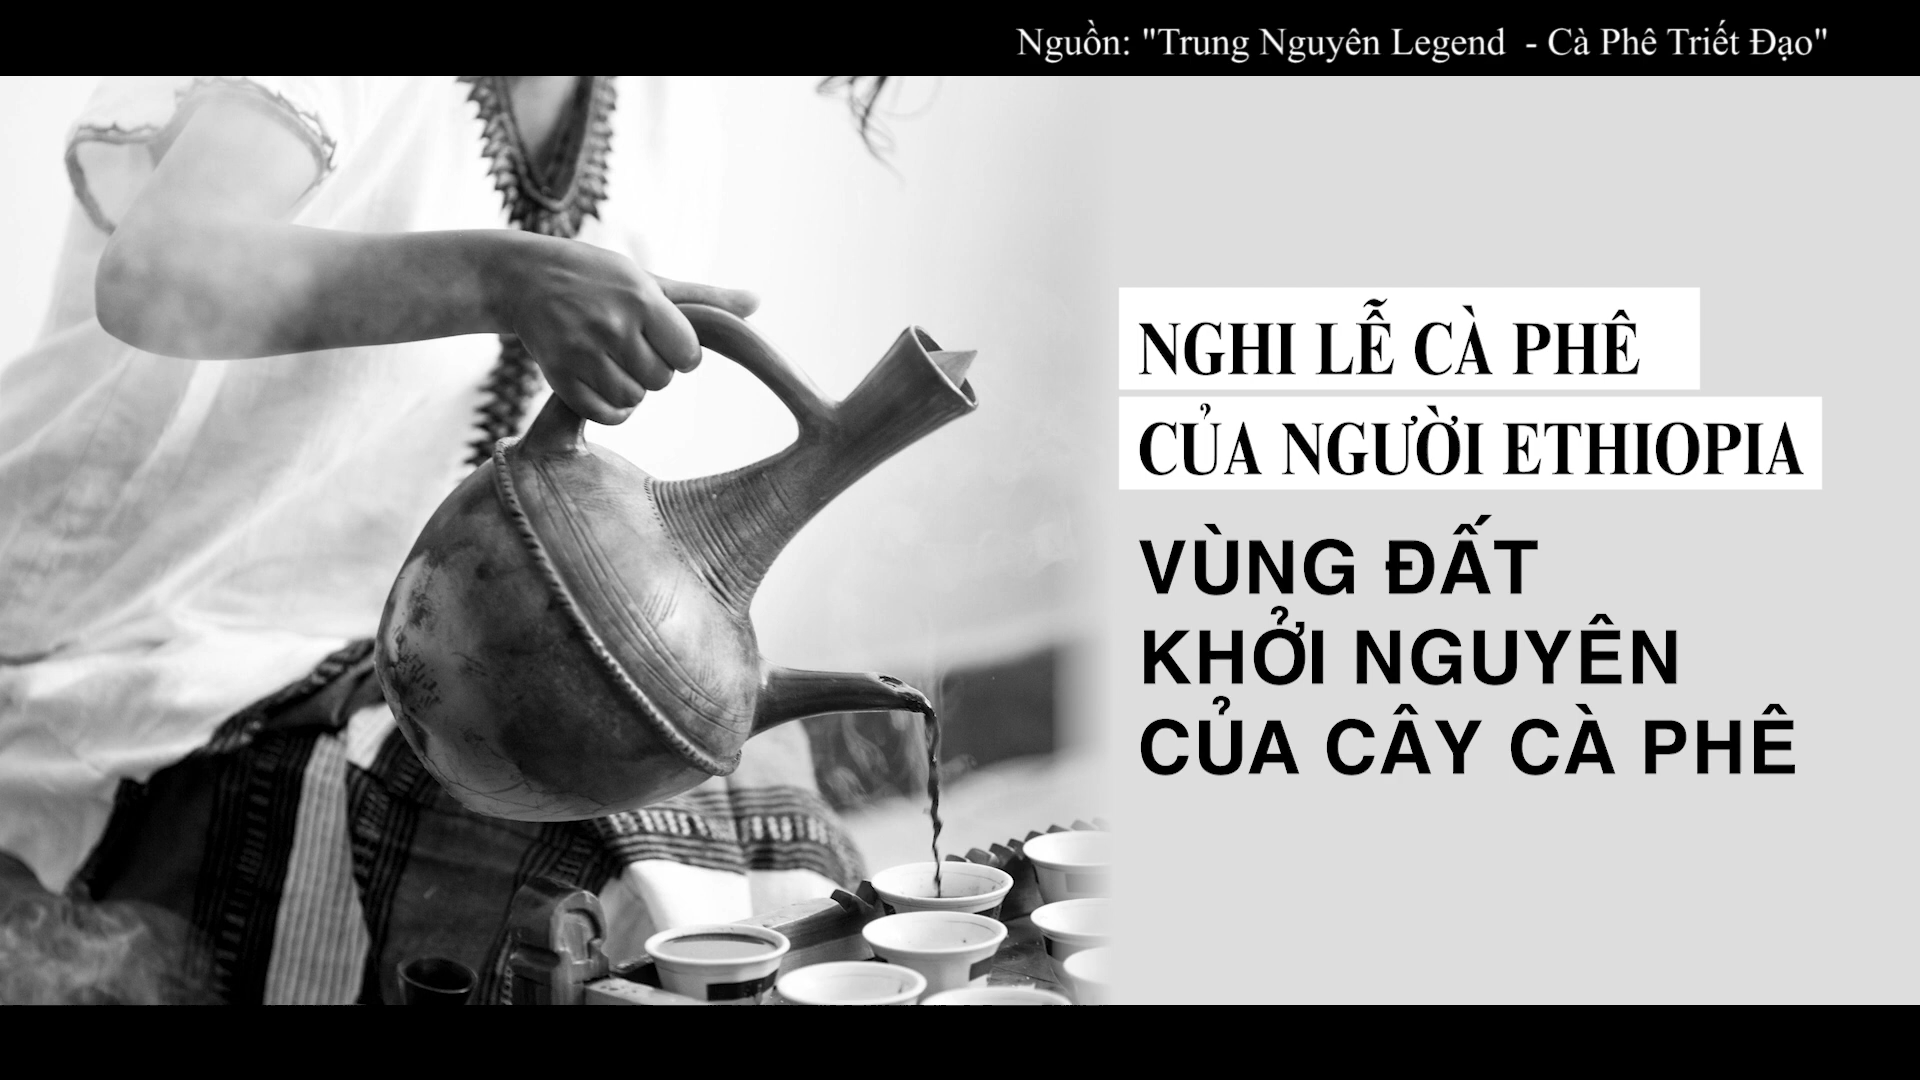 Nguồn: "Trung Nguyên Legend - Cà Phê Triết Đạo"
NGHI LỄ CÀ PHÊ
CỦA NGƯỜI ETHIOPIA
VÙNG ĐẤT
KHỞI NGUYÊN
CỦA CÂY CÀ PHÊ